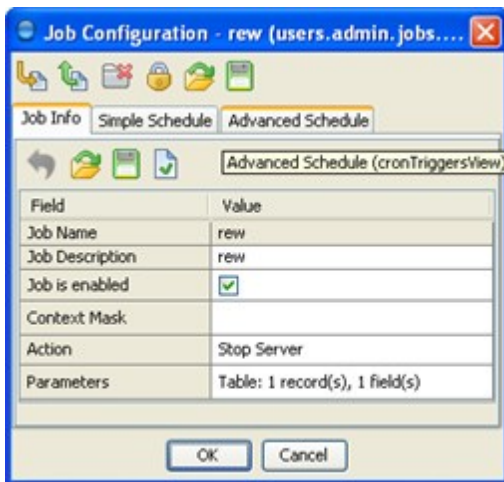 Job Configuration - rew (users.admin.jobs....
Job Info Simple Schedule Advanced Schedule
Advanced Schedule (cronTriggersView)
Field Value
Job Name rew
Job Description rew
Job is enabled
Context Mask
Action Stop Server
Parameters Table: 1 record(s), 1 field(s)
OK Cancel